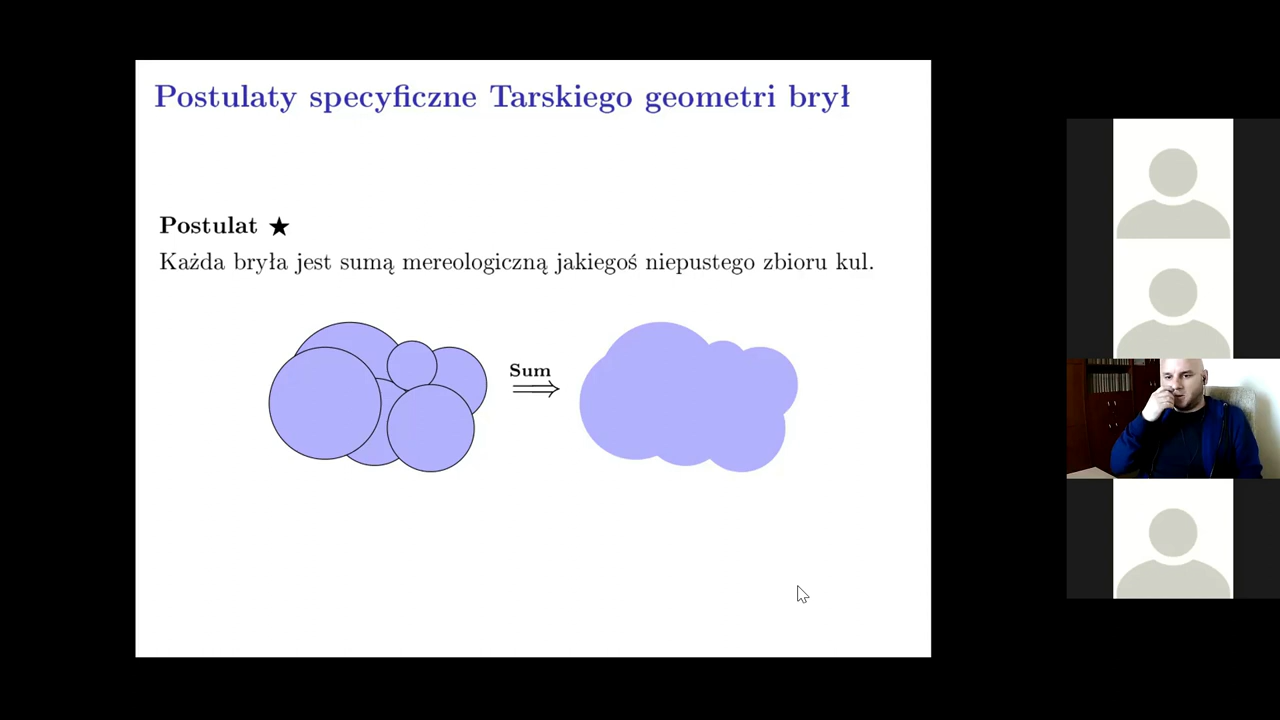 Postulaty specyficzne Tarskiego geometri brył
Postulat ★
Każda bryła jest sumą mereologiczną jakiegoś niepustego zbioru kul.
Sum